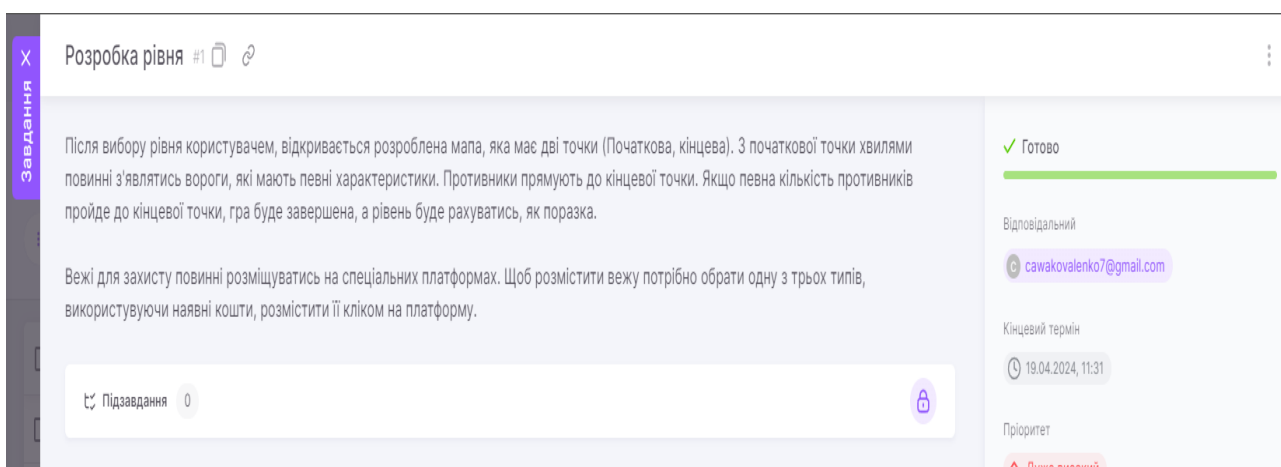 Завдання
Розробка рівня #1
Після вибору рівня користувачем, відкривається розроблена мапа, яка має дві точки (Початкова, кінцева). З початкової точки хвилями
повинні з'являтись вороги, які мають певні характеристики. Противники прямують до кінцевої точки. Якщо певна кількість противників
пройде до кінцевої точки, гра буде завершена, а рівень буде рахуватись, як поразка.
Вежі для захисту повинні розміщуватись на спеціальних платформах. Щоб розмістити вежу потрібно обрати одну з трьох типів,
використувуючи наявні кошти, розмістити її кліком на платформу.
Підзавдання 0
Готово
Відповідальний
C cawakovalenko7@gmail.com
Кінцевий термін
19.04.2024, 11:31
Пріоритет
Дуже високий